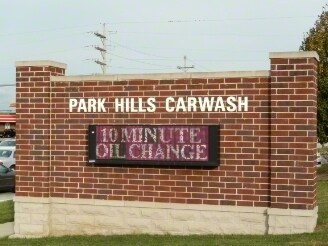 PARK HILLS CARWASH
10 MINUTE
OIL CHANGE